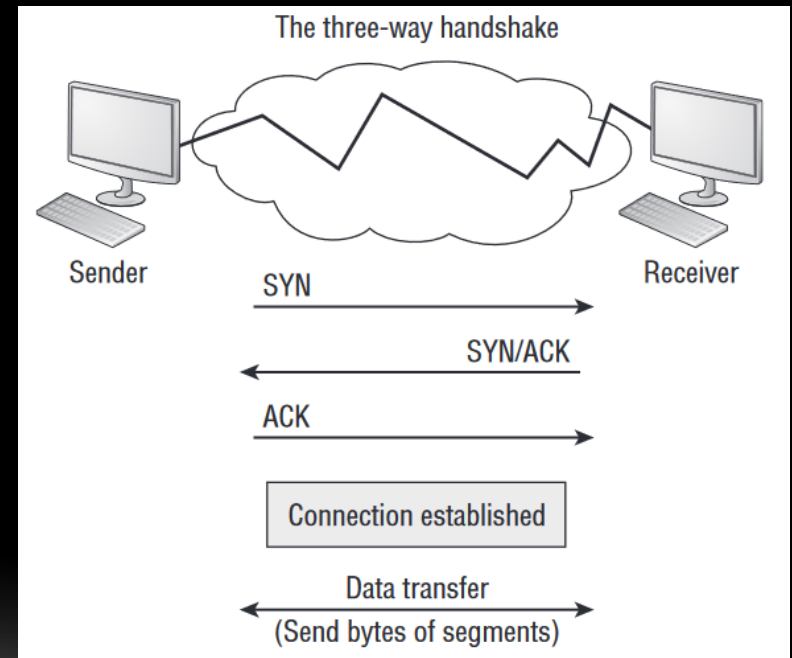 The three-way handshake
Sender
Receiver
SYN
SYN/ACK
ACK
Connection established
Data transfer
(Send bytes of segments)